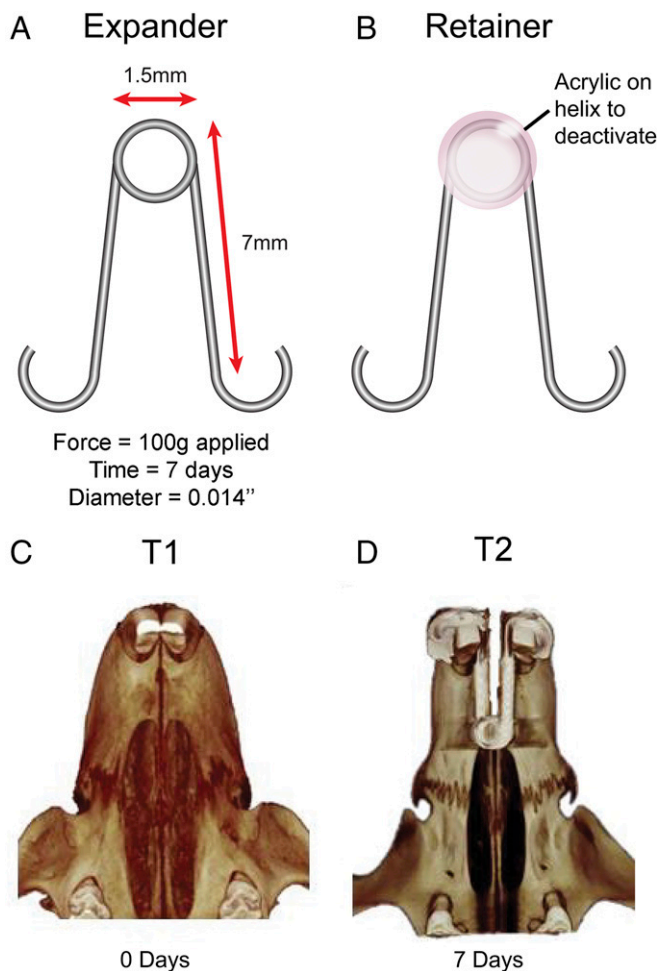 A Expander
1.5mm
7mm
Force = 100g applied
Time = 7 days
Diameter = 0.014’’
B Retainer
Acrylic on
helix to
deactivate
C T1
0 Days
D T2
7 Days